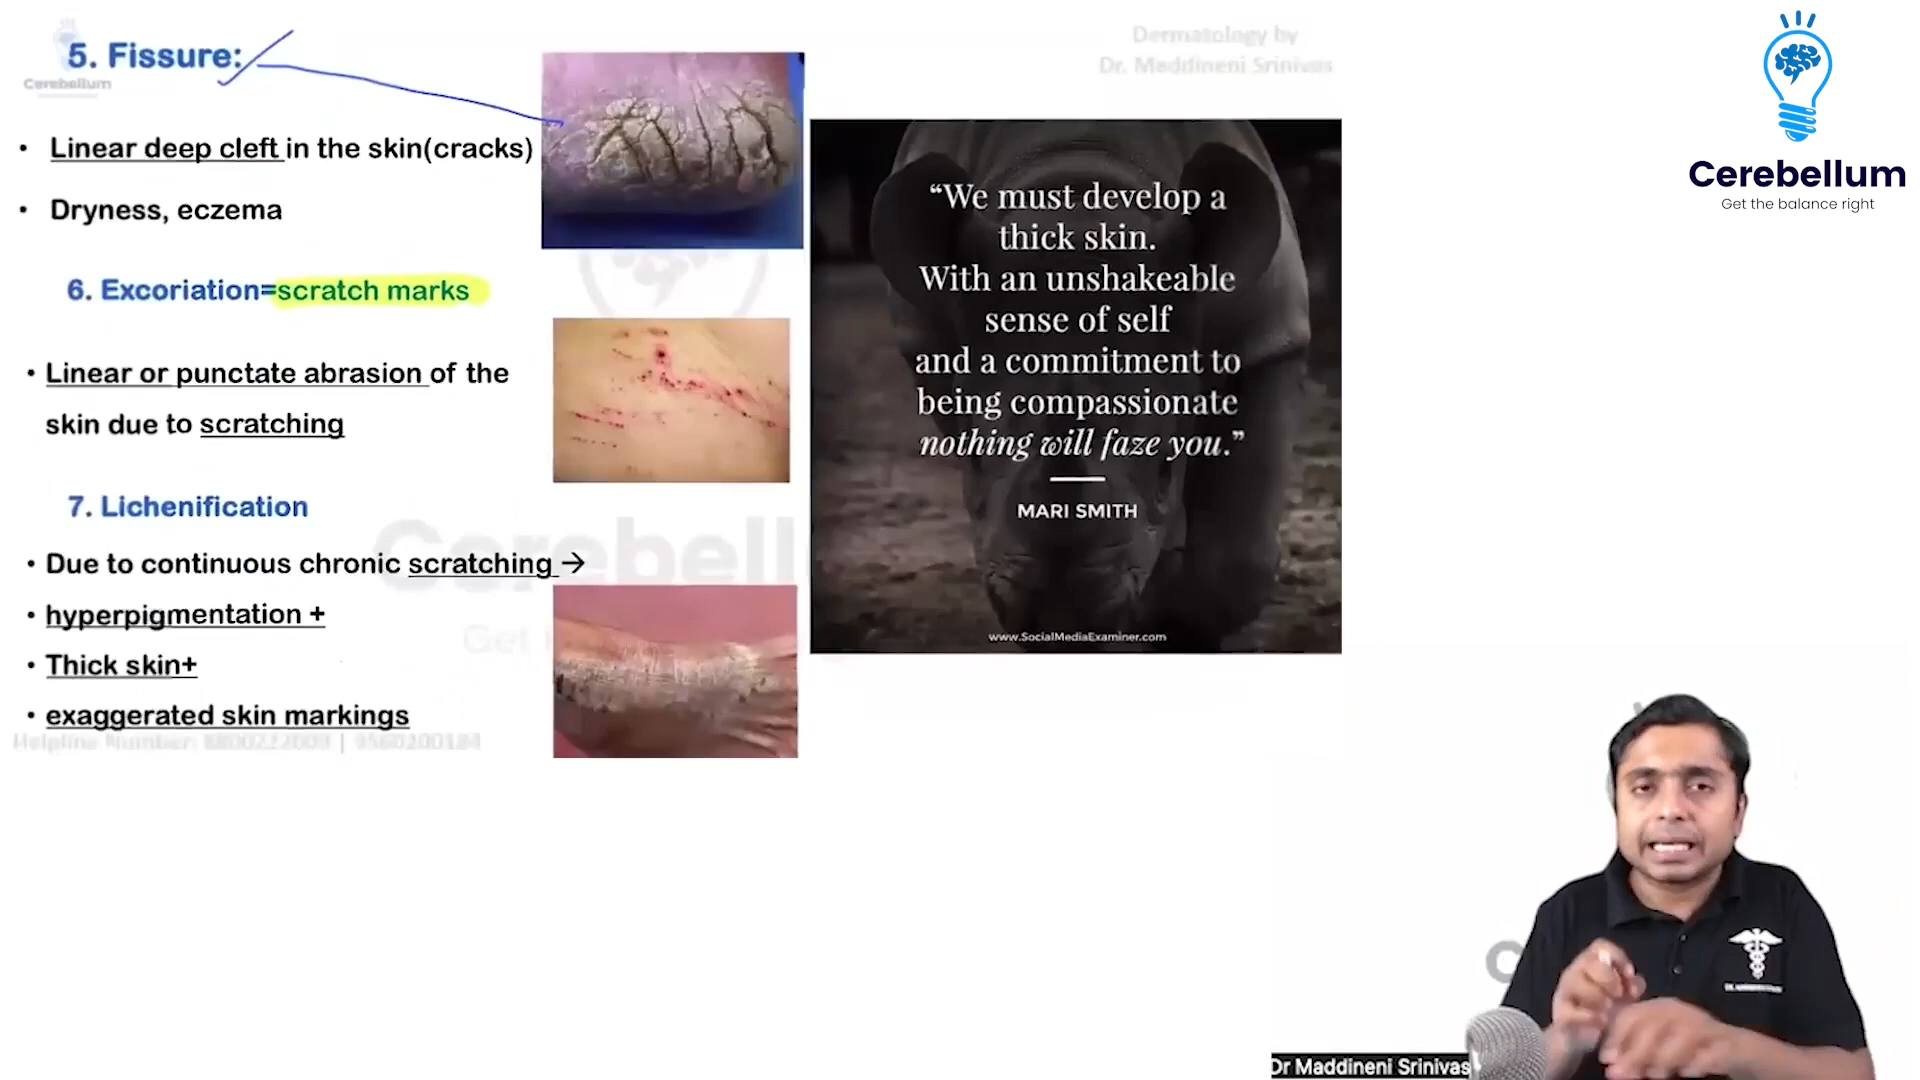 5. Fissure:
Cerebellum
• Linear deep cleft in the skin(cracks)
• Dryness, eczema
6. Excoriation=scratch marks
• Linear or punctate abrasion of the
skin due to scratching
7. Lichenification
• Due to continuous chronic scratching →
• hyperpigmentation +
• Thick skin+
• exaggerated skin markings
Helpline Number:
Dermatology by
Dr. Maddineni Srinivas
“We must develop a
thick skin.
With an unshakeable
sense of self
and a commitment to
being compassionate
nothing will faze you.”
MARI SMITH
www.SocialMediaExaminer.com
Cerebellum
Get the balance right
Cerebell
Get
Dr Maddineni Srinivas